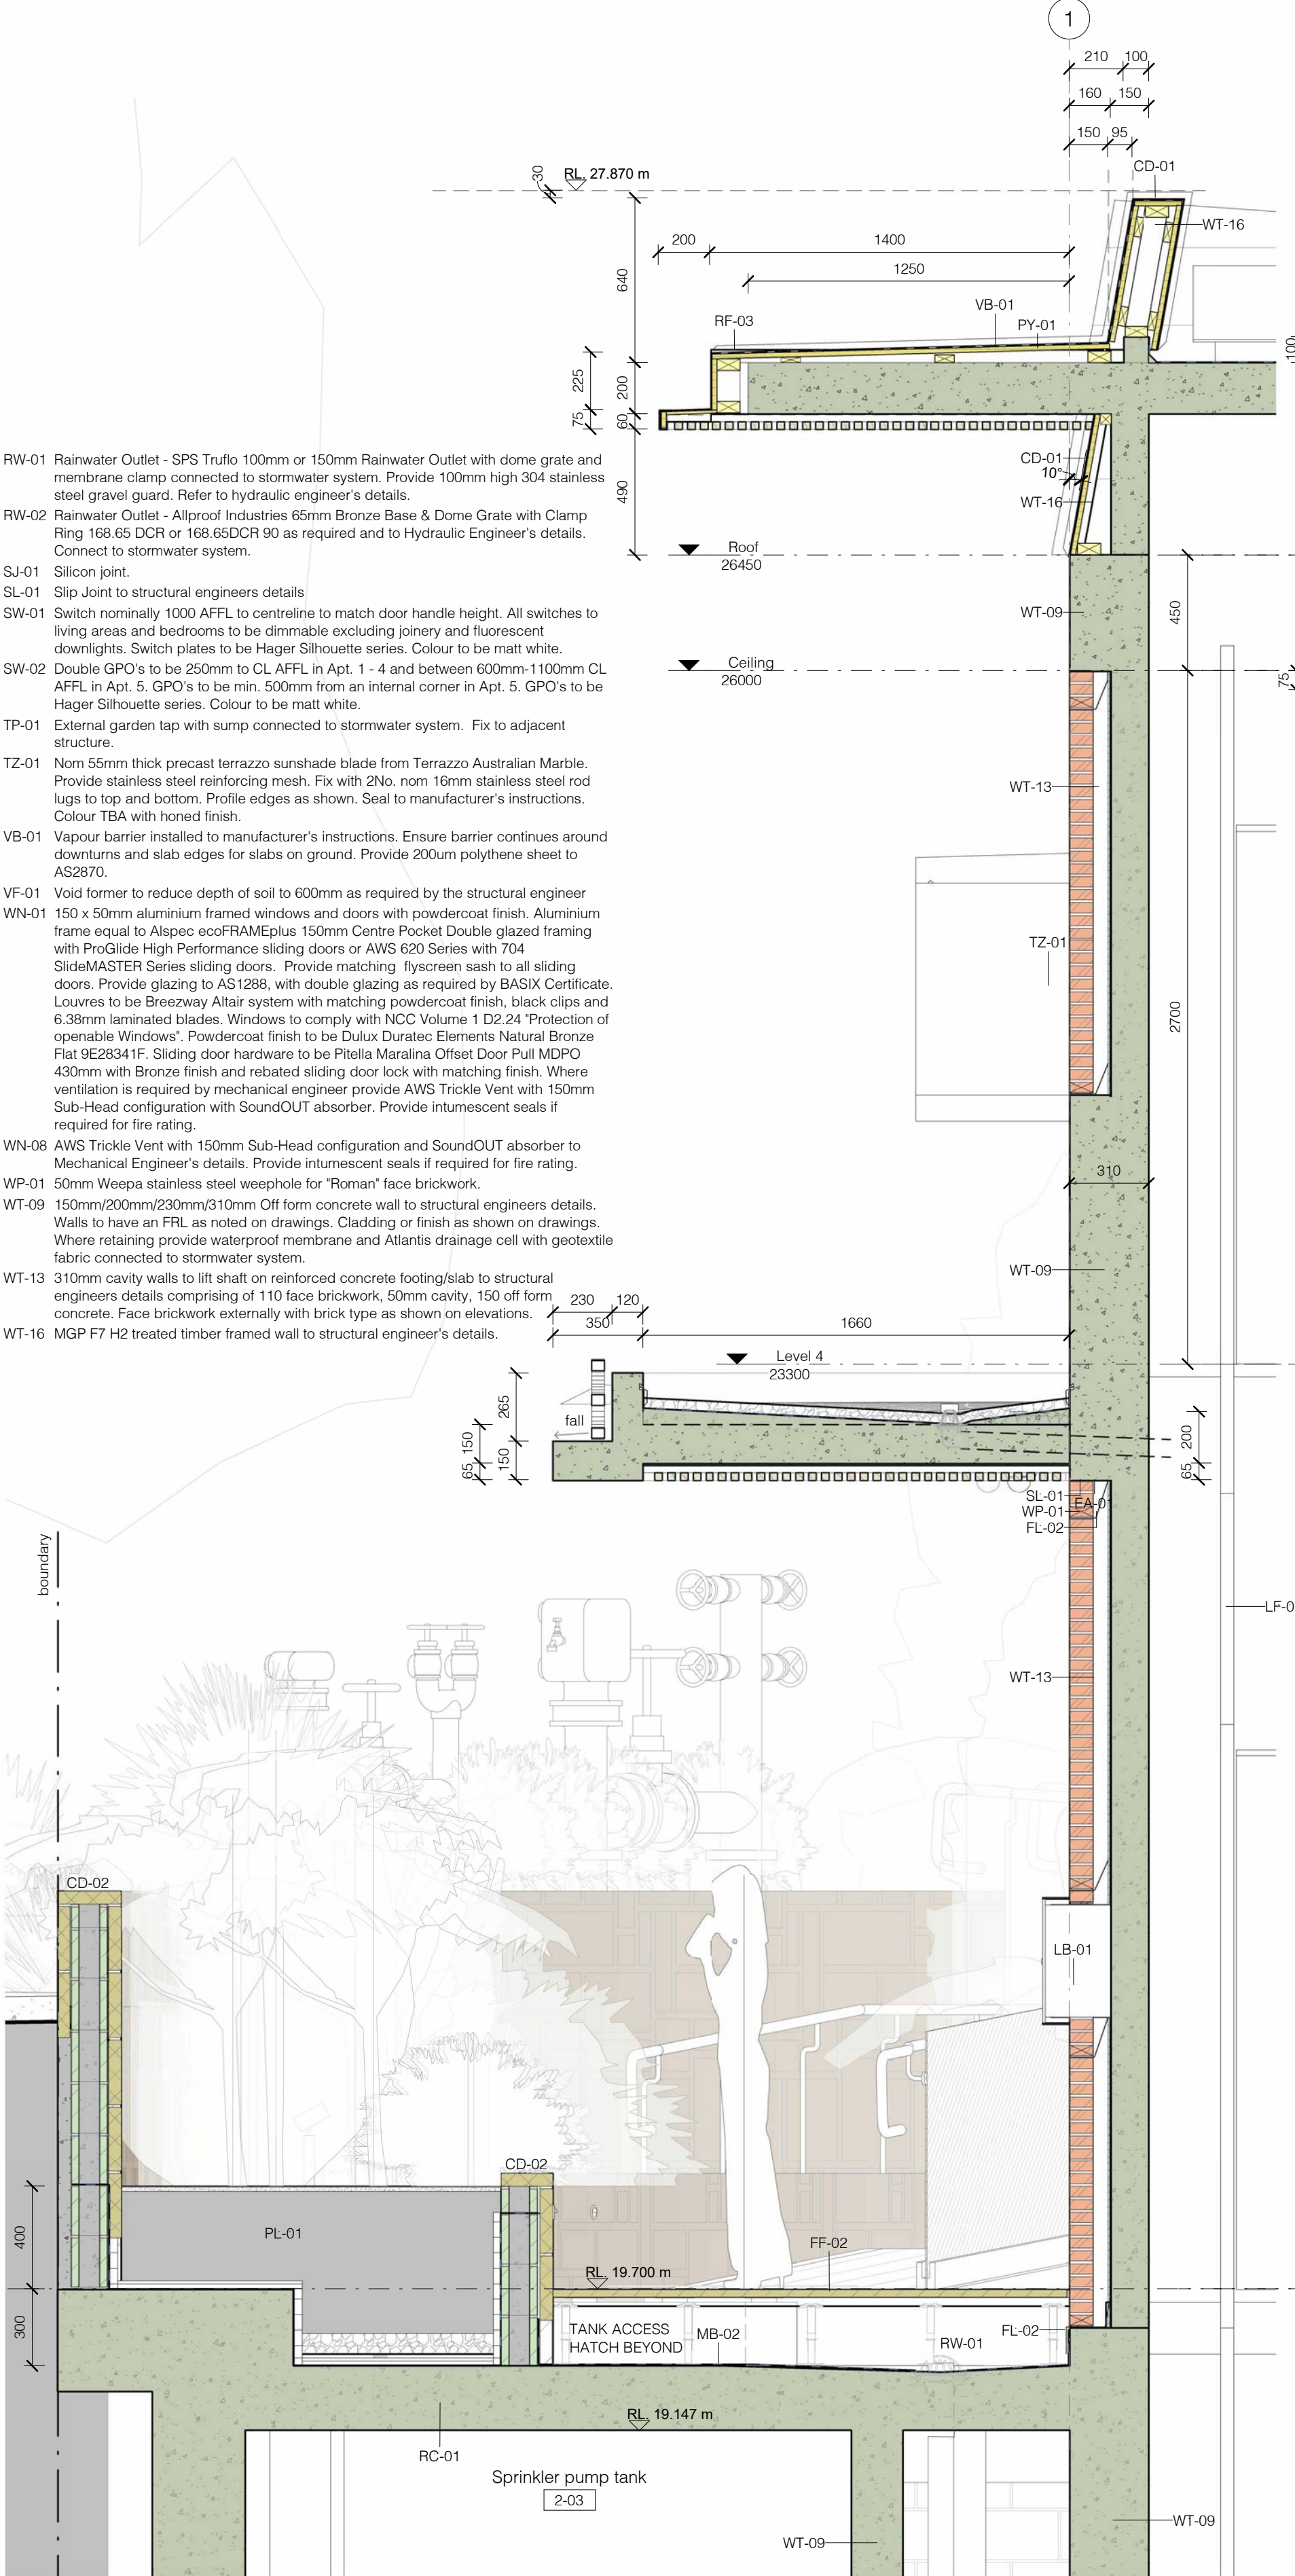 1
210 100
160 150
150 95
CD-01
30
RL. 27.870 m
WT-16
200 1400
1250
640
VB-01
RF-03
PY-01
100
225
200
75
60
CD-01
10°
490
WT-16
Roof
26450
WT-09
450
Ceiling
26000
75
WT-13
TZ-01
2700
310
WT-09
RW-01 Rainwater Outlet - SPS Truflo 100mm or 150mm Rainwater Outlet with dome grate and
membrane clamp connected to stormwater system. Provide 100mm high 304 stainless
steel gravel guard. Refer to hydraulic engineer's details.
RW-02 Rainwater Outlet - Allproof Industries 65mm Bronze Base & Dome Grate with Clamp
Ring 168.65 DCR or 168.65DCR 90 as required and to Hydraulic Engineer's details.
Connect to stormwater system.
SJ-01 Silicon joint.
SL-01 Slip Joint to structural engineers details
SW-01 Switch nominally 1000 AFFL to centreline to match door handle height. All switches to
living areas and bedrooms to be dimmable excluding joinery and fluorescent
downlights. Switch plates to be Hager Silhouette series. Colour to be matt white.
SW-02 Double GPO's to be 250mm to CL AFFL in Apt. 1 - 4 and between 600mm-1100mm CL
AFFL in Apt. 5. GPO's to be min. 500mm from an internal corner in Apt. 5. GPO's to be
Hager Silhouette series. Colour to be matt white.
TP-01 External garden tap with sump connected to stormwater system. Fix to adjacent
structure.
TZ-01 Nom 55mm thick precast terrazzo sunshade blade from Terrazzo Australian Marble.
Provide stainless steel reinforcing mesh. Fix with 2No. nom 16mm stainless steel rod
lugs to top and bottom. Profile edges as shown. Seal to manufacturer's instructions.
Colour TBA with honed finish.
VB-01 Vapour barrier installed to manufacturer's instructions. Ensure barrier continues around
downturns and slab edges for slabs on ground. Provide 200um polythene sheet to
AS2870.
VF-01 Void former to reduce depth of soil to 600mm as required by the structural engineer
WN-01 150 x 50mm aluminium framed windows and doors with powdercoat finish. Aluminium
frame equal to Alspec ecoFRAMEplus 150mm Centre Pocket Double glazed framing
with ProGlide High Performance sliding doors or AWS 620 Series with 704
SlideMASTER Series sliding doors. Provide matching flyscreen sash to all sliding
doors. Provide glazing to AS1288, with double glazing as required by BASIX Certificate.
Louvres to be Breezway Altair system with matching powdercoat finish, black clips and
6.38mm laminated blades. Windows to comply with NCC Volume 1 D2.24 "Protection of
openable Windows". Powdercoat finish to be Dulux Duratec Elements Natural Bronze
Flat 9E28341F. Sliding door hardware to be Pitella Maralina Offset Door Pull MDPO
430mm with Bronze finish and rebated sliding door lock with matching finish. Where
ventilation is required by mechanical engineer provide AWS Trickle Vent with 150mm
Sub-Head configuration with SoundOUT absorber. Provide intumescent seals if
required for fire rating.
WN-08 AWS Trickle Vent with 150mm Sub-Head configuration and SoundOUT absorber to
Mechanical Engineer's details. Provide intumescent seals if required for fire rating.
WP-01 50mm Weepa stainless steel weephole for "Roman" face brickwork.
WT-09 150mm/200mm/230mm/310mm Off form concrete wall to structural engineers details.
Walls to have an FRL as noted on drawings. Cladding or finish as shown on drawings.
Where retaining provide waterproof membrane and Atlantis drainage cell with geotextile
fabric connected to stormwater system.
WT-13 310mm cavity walls to lift shaft on reinforced concrete footing/slab to structural
engineers details comprising of 110 face brickwork, 50mm cavity, 150 off form
concrete. Face brickwork externally with brick type as shown on elevations.
WT-16 MGP F7 H2 treated timber framed wall to structural engineer's details.
230 120
350 1660
Level 4
23300
265
fall
150
150
65
200
65
SL-01
EA-01
WP-01
FL-02
boundary
LF-0
WT-13
CD-02
LB-01
CD-02
400
PL-01
FF-02
RL. 19.700 m
300
TANK ACCESS
HATCH BEYOND
MB-02
FL-02
RW-01
RL. 19.147 m
RC-01
Sprinkler pump tank
2-03
WT-09
WT-09